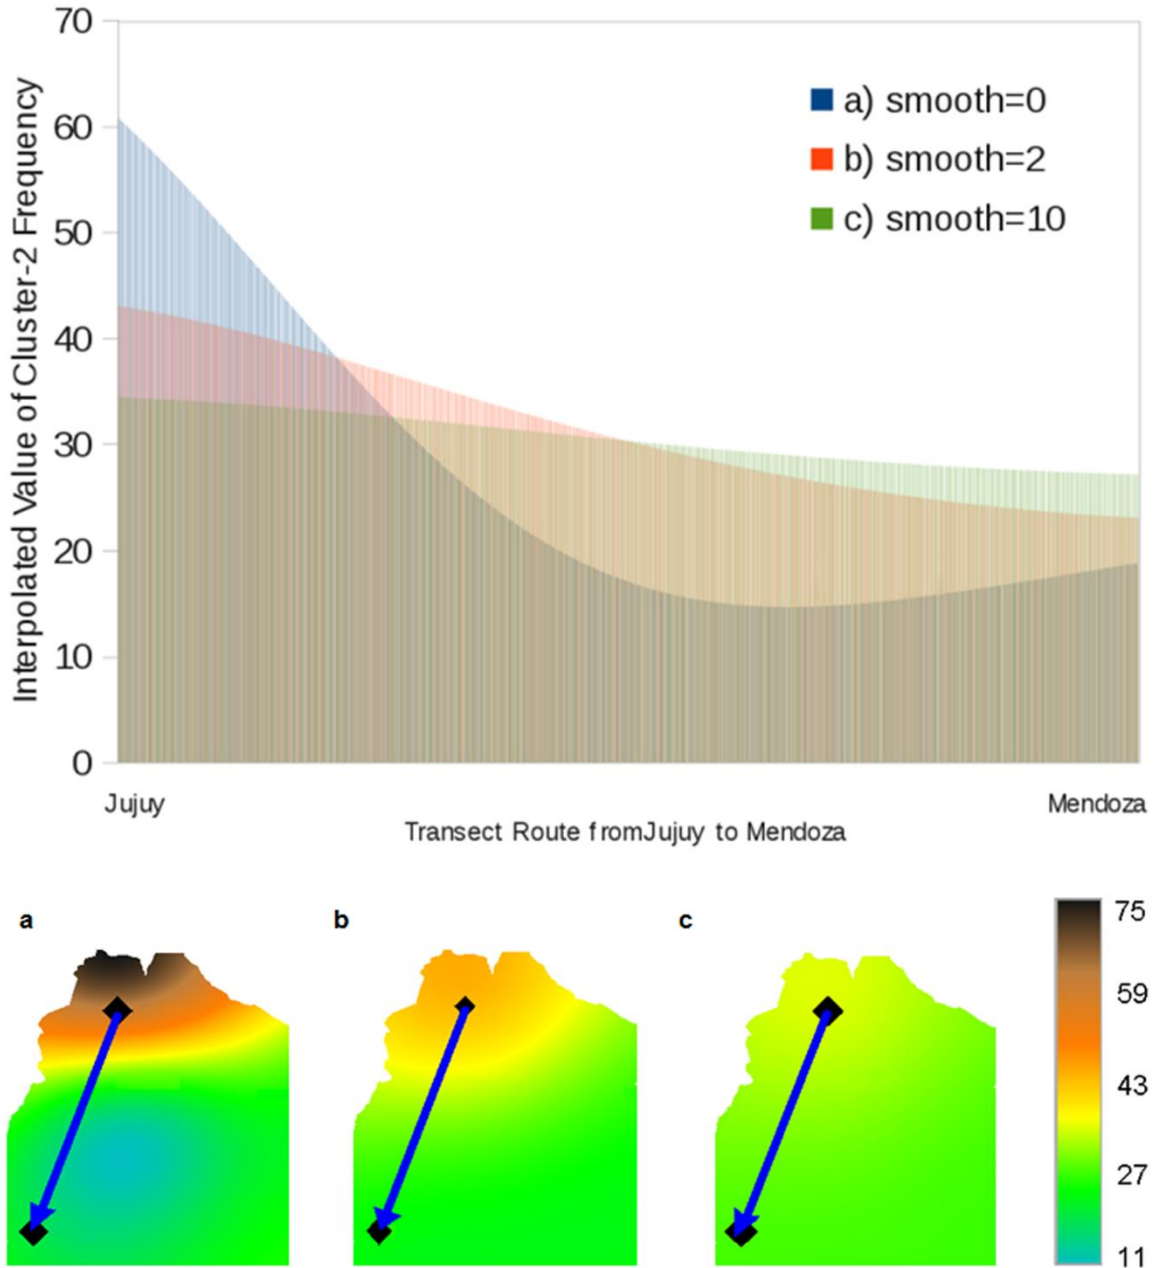 70
60
50
40
30
20
10
0
Interpolated Value of Cluster-2 Frequency
a) smooth=0
b) smooth=2
c) smooth=10
Jujuy
Mendoza
Transect Route fromJujuy to Mendoza
a
b
c
75
59
43
27
11